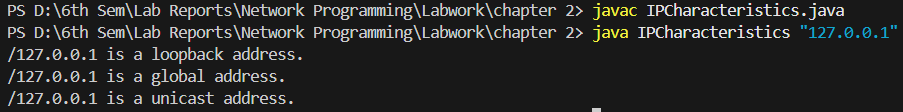 PS D:\6th Sem\Lab Reports\Network Programming\Labwork\chapter 2> javac IPCharacteristics.java
PS D:\6th Sem\Lab Reports\Network Programming\Labwork\chapter 2> java IPCharacteristics "127.0.0.1"
/127.0.0.1 is a loopback address.
/127.0.0.1 is a global address.
/127.0.0.1 is a unicast address.